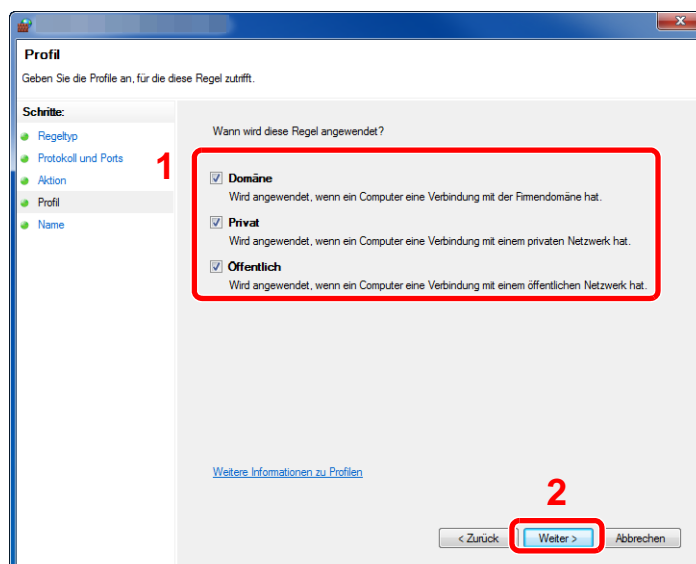 Profil
Geben Sie die Profile an, für die diese Regel zutrifft.
Schritte:
Regeltyp
Protokoll und Ports
Aktion
Profil
Name
1
Wann wird diese Regel angewendet?
Domäne
Wird angewendet, wenn ein Computer eine Verbindung mit der Firmendomäne hat.
Privat
Wird angewendet, wenn ein Computer eine Verbindung mit einem privaten Netzwerk hat.
Öffentlich
Wird angewendet, wenn ein Computer eine Verbindung mit einem öffentlichen Netzwerk hat.
Weitere Informationen zu Profilen
2
< Zurück
Weiter >
Abbrechen